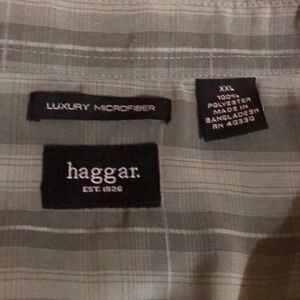 LUXURY MICROFIBER
XXL
100%
POLYESTER
MADE IN
BANGLADESH
RN 40330
haggar.
EST. 1926